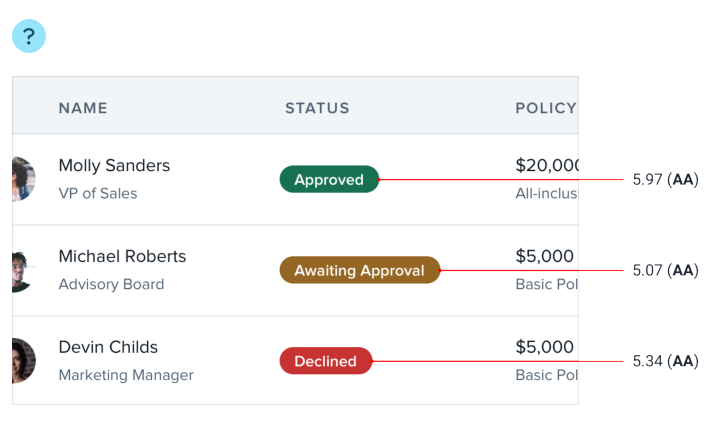 ?
NAME STATUS POLICY
Molly Sanders Approved $20,000 5.97 (AA)
VP of Sales All-inclus
Michael Roberts Awaiting Approval $5,000 5.07 (AA)
Advisory Board Basic Pol
Devin Childs Declined $5,000 5.34 (AA)
Marketing Manager Basic Pol